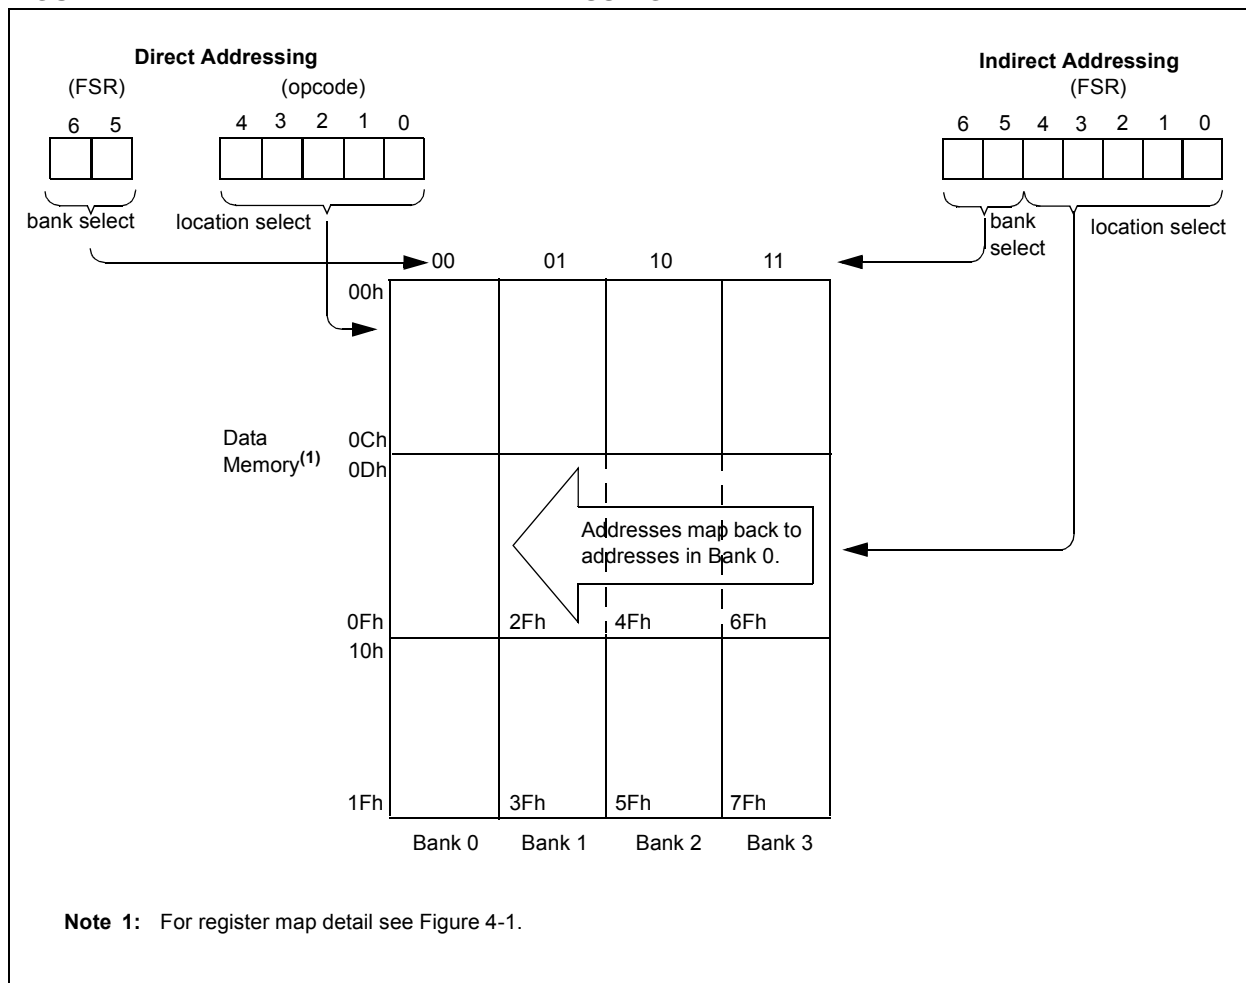 Direct Addressing
(FSR) (opcode)
6 5 4 3 2 1 0
bank select location select
Indirect Addressing
(FSR)
6 5 4 3 2 1 0
bank select
location select
00 01 10 11
00h
0Ch
Data
Memory(1)
0Dh
Addresses map back to
addresses in Bank 0.
0Fh 2Fh 4Fh 6Fh
10h
1Fh 3Fh 5Fh 7Fh
Bank 0 Bank 1 Bank 2 Bank 3
Note 1: For register map detail see Figure 4-1.